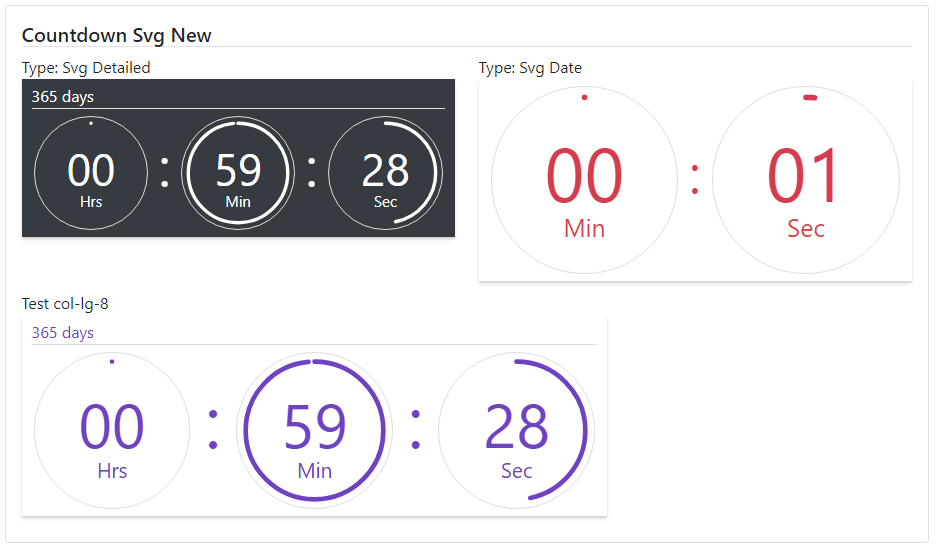 Countdown Svg New
Type: Svg Detailed
365 days
00 : 59 : 28
Hrs Min Sec
Type: Svg Date
00 : 01
Min Sec
Test col-lg-8
365 days
00 : 59 : 28
Hrs Min Sec